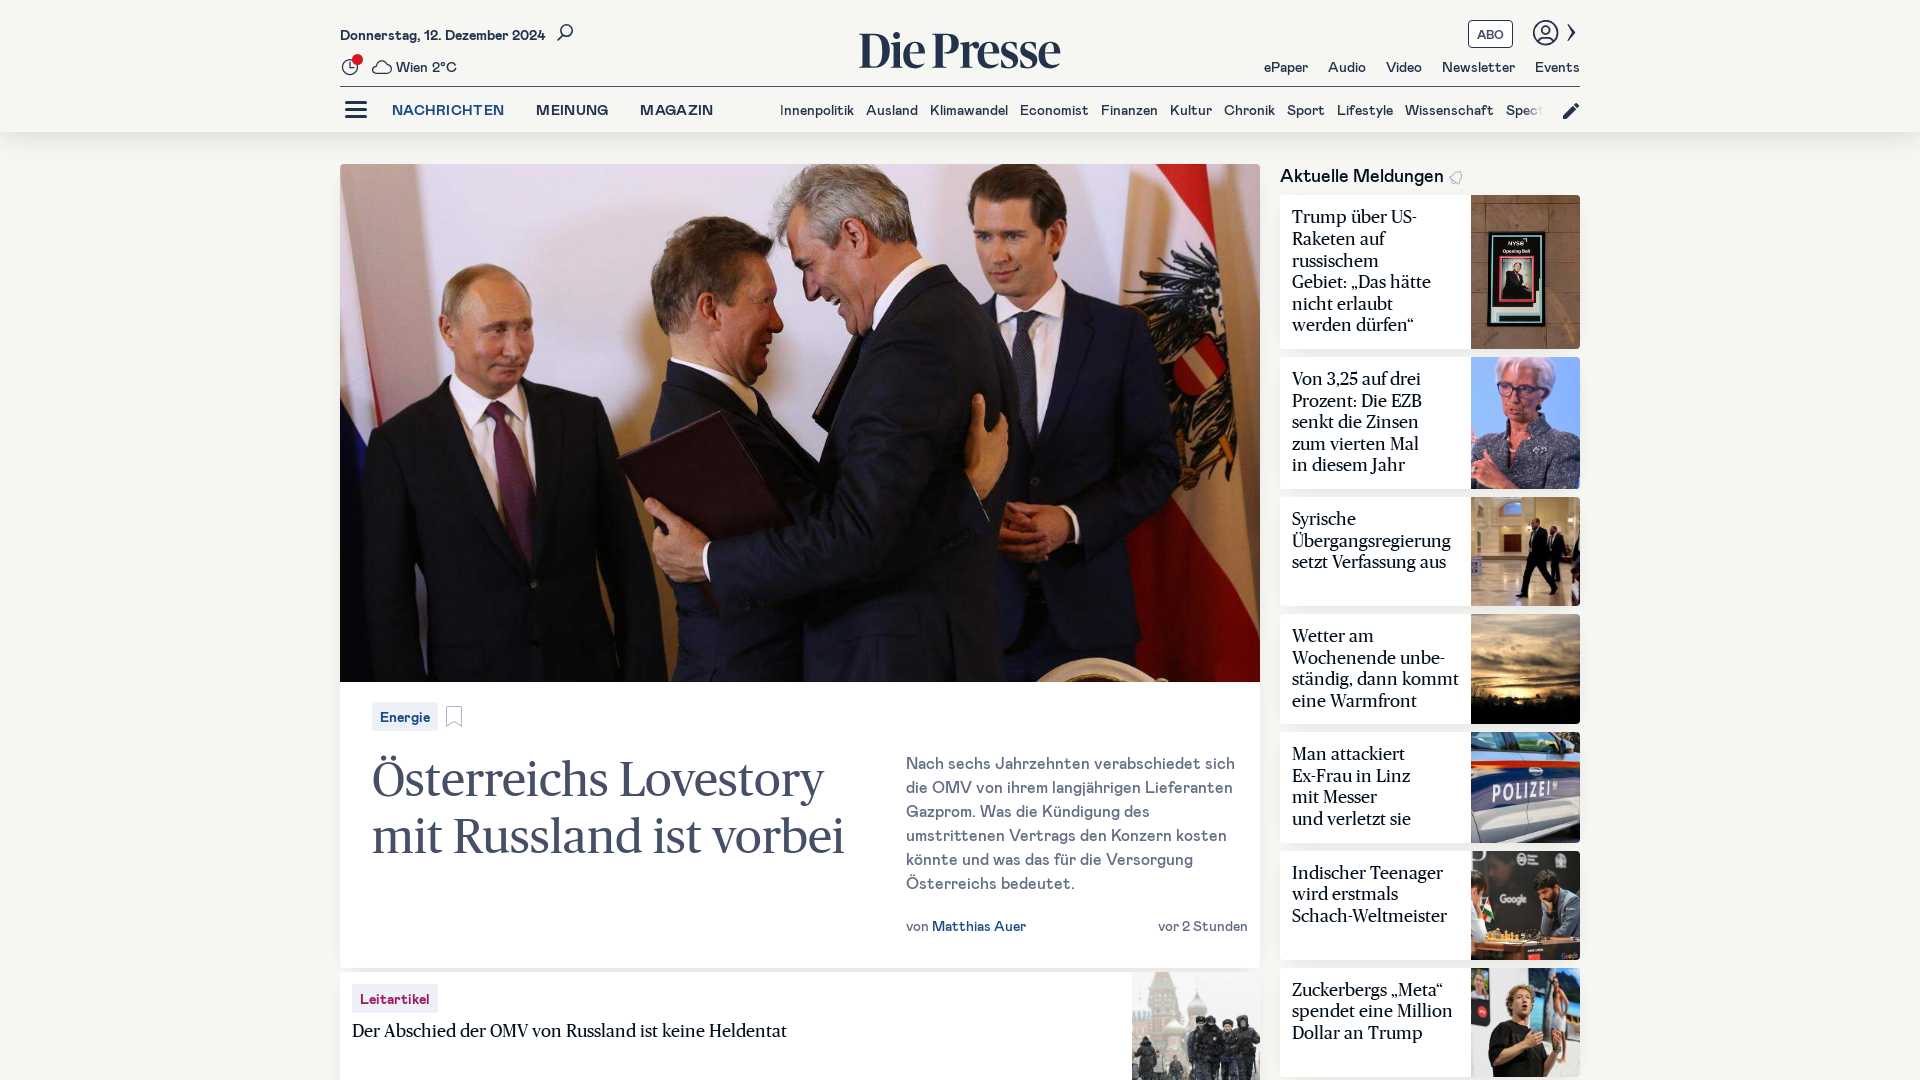 Donnerstag, 12. Dezember 2024
Wien 2°C
Die Presse
ABO
ePaper Audio Video Newsletter Events
NACHRICHTEN MEINUNG MAGAZIN
Innenpolitik Ausland Klimawandel Economist Finanzen Kultur Chronik Sport Lifestyle Wissenschaft Spect
Energie
Österreichs Lovestory
mit Russland ist vorbei
Nach sechs Jahrzehnten verabschiedet sich
die OMV von ihrem langjährigen Lieferanten
Gazprom. Was die Kündigung des
umstrittenen Vertrags den Konzern kosten
könnte und was das für die Versorgung
Österreichs bedeutet.
von Matthias Auer
vor 2 Stunden
Leitartikel
Der Abschied der OMV von Russland ist keine Heldentat
Aktuelle Meldungen
Trump über US-
Raketen auf
russischem
Gebiet: „Das hätte
nicht erlaubt
werden dürfen“
NYSE
Opening Bell
Von 3,25 auf drei
Prozent: Die EZB
senkt die Zinsen
zum vierten Mal
in diesem Jahr
Syrische
Übergangsregierung
setzt Verfassung aus
Wetter am
Wochenende unbe-
ständig, dann kommt
eine Warmfront
Man attackiert
Ex-Frau in Linz
mit Messer
und verletzt sie
POLIZEI
Indischer Teenager
wird erstmals
Schach-Weltmeister
Google
Zuckerbergs „Meta“
spendet eine Million
Dollar an Trump